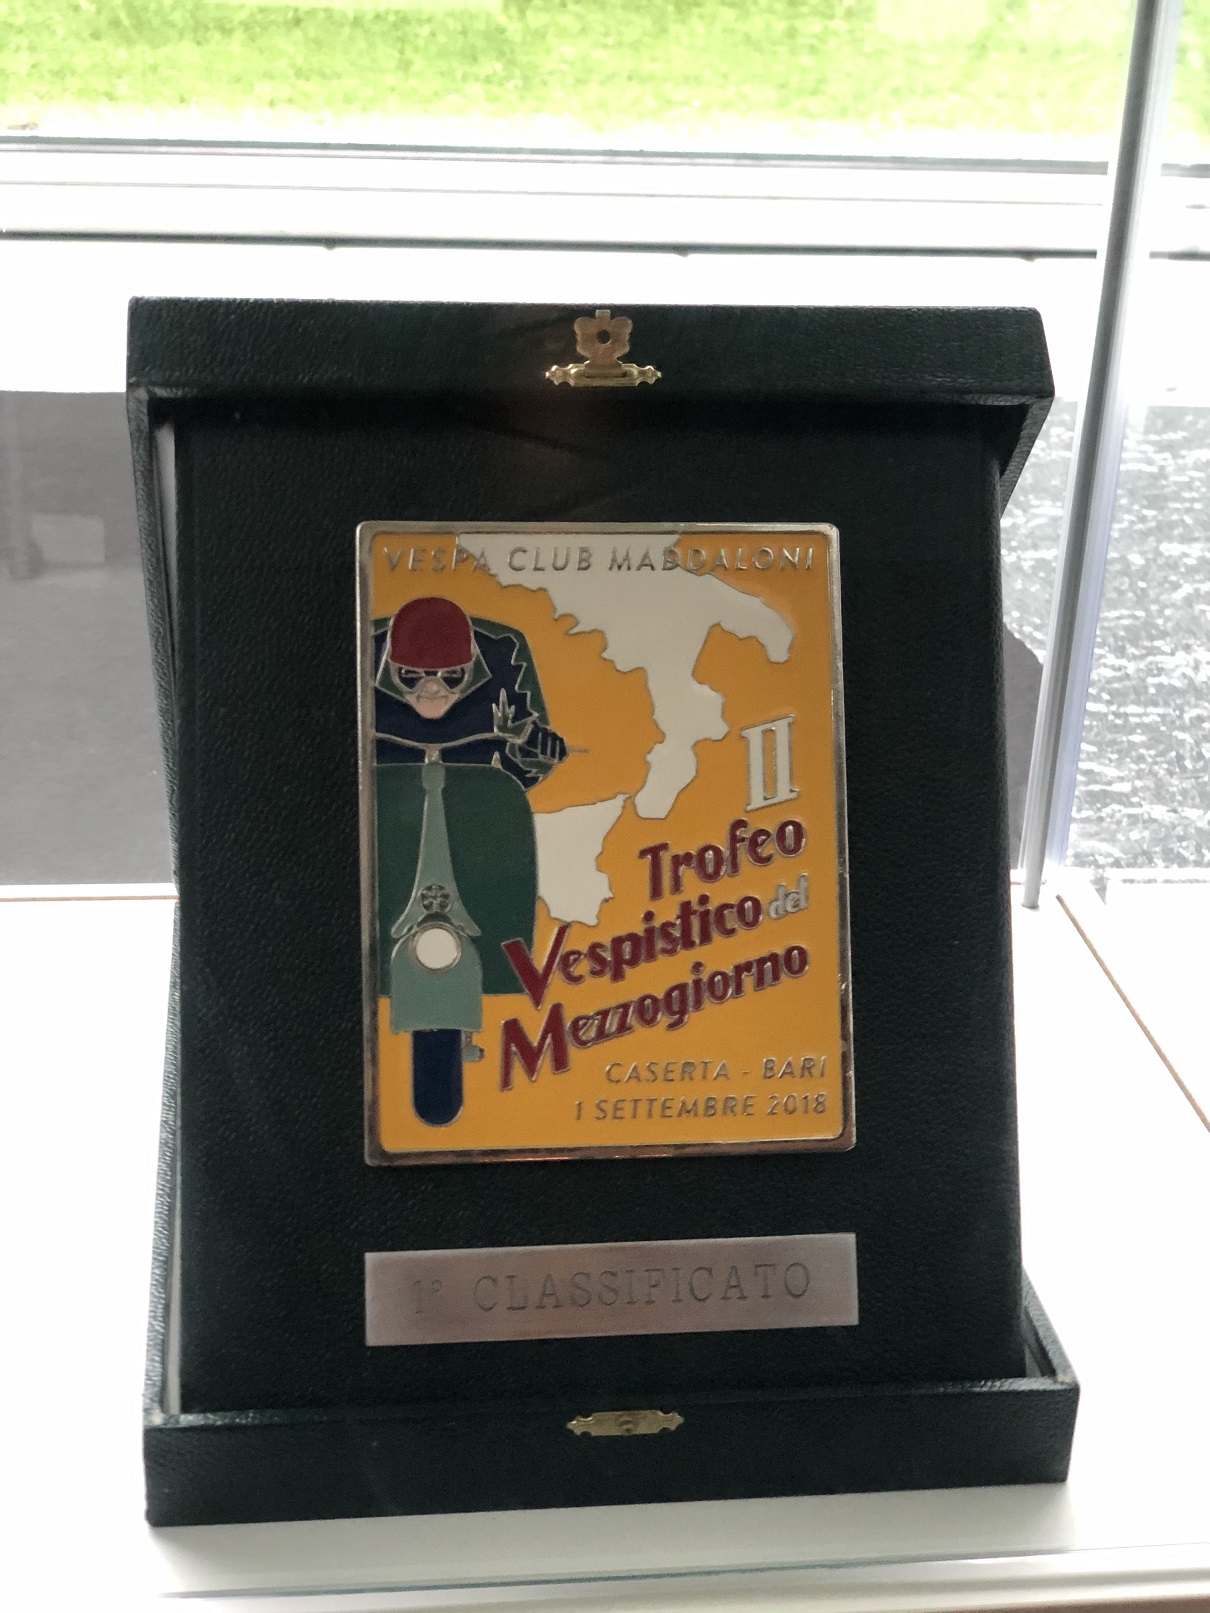 VESPA CLUB MADDALONI
II
Trofeo
Vespistico del
Mezzogiorno
CASERTA - BARI
1 SETTEMBRE 2018
1° CLASSIFICATO